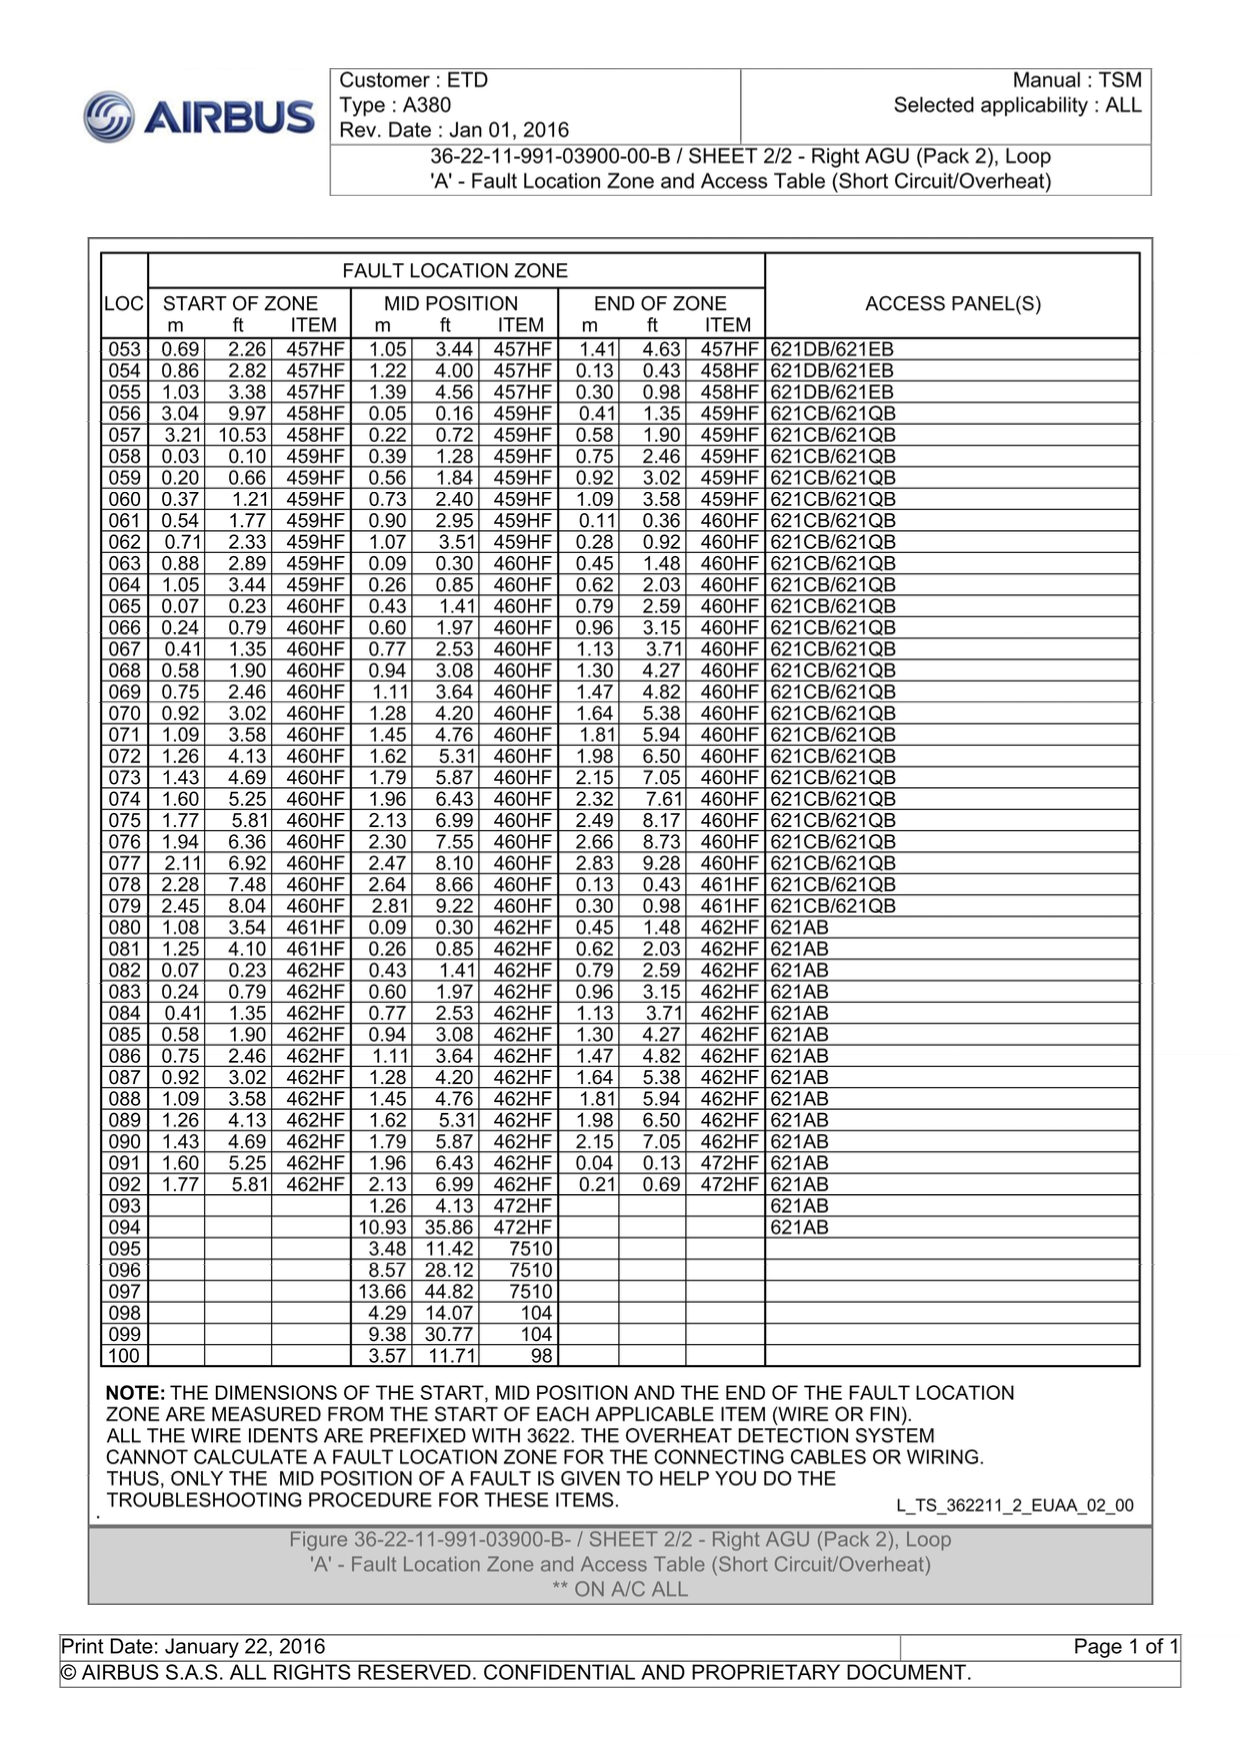 AIRBUS
Customer : ETD
Type : A380
Rev. Date : Jan 01, 2016
Manual : TSM
Selected applicability : ALL
36-22-11-991-03900-00-B / SHEET 2/2 - Right AGU (Pack 2), Loop
'A' - Fault Location Zone and Access Table (Short Circuit/Overheat)
FAULT LOCATION ZONE
LOC START OF ZONE MID POSITION END OF ZONE ACCESS PANEL(S)
m ft ITEM m ft ITEM m ft ITEM
053 0.69 2.26 457HF 1.05 3.44 457HF 1.41 4.63 457HF 621DB/621EB
054 0.86 2.82 457HF 1.22 4.00 457HF 0.13 0.43 458HF 621DB/621EB
055 1.03 3.38 457HF 1.39 4.56 457HF 0.30 0.98 458HF 621DB/621EB
056 3.04 9.97 458HF 0.05 0.16 459HF 0.41 1.35 459HF 621CB/621QB
057 3.21 10.53 458HF 0.22 0.72 459HF 0.58 1.90 459HF 621CB/621QB
058 0.03 0.10 459HF 0.39 1.28 459HF 0.75 2.46 459HF 621CB/621QB
059 0.20 0.66 459HF 0.56 1.84 459HF 0.92 3.02 459HF 621CB/621QB
060 0.37 1.21 459HF 0.73 2.40 459HF 1.09 3.58 459HF 621CB/621QB
061 0.54 1.77 459HF 0.90 2.95 459HF 0.11 0.36 460HF 621CB/621QB
062 0.71 2.33 459HF 1.07 3.51 459HF 0.28 0.92 460HF 621CB/621QB
063 0.88 2.89 459HF 0.09 0.30 460HF 0.45 1.48 460HF 621CB/621QB
064 1.05 3.44 459HF 0.26 0.85 460HF 0.62 2.03 460HF 621CB/621QB
065 0.07 0.23 460HF 0.43 1.41 460HF 0.79 2.59 460HF 621CB/621QB
066 0.24 0.79 460HF 0.60 1.97 460HF 0.96 3.15 460HF 621CB/621QB
067 0.41 1.35 460HF 0.77 2.53 460HF 1.13 3.71 460HF 621CB/621QB
068 0.58 1.90 460HF 0.94 3.08 460HF 1.30 4.27 460HF 621CB/621QB
069 0.75 2.46 460HF 1.11 3.64 460HF 1.47 4.82 460HF 621CB/621QB
070 0.92 3.02 460HF 1.28 4.20 460HF 1.64 5.38 460HF 621CB/621QB
071 1.09 3.58 460HF 1.45 4.76 460HF 1.81 5.94 460HF 621CB/621QB
072 1.26 4.13 460HF 1.62 5.31 460HF 1.98 6.50 460HF 621CB/621QB
073 1.43 4.69 460HF 1.79 5.87 460HF 2.15 7.05 460HF 621CB/621QB
074 1.60 5.25 460HF 1.96 6.43 460HF 2.32 7.61 460HF 621CB/621QB
075 1.77 5.81 460HF 2.13 6.99 460HF 2.49 8.17 460HF 621CB/621QB
076 1.94 6.36 460HF 2.30 7.55 460HF 2.66 8.73 460HF 621CB/621QB
077 2.11 6.92 460HF 2.47 8.10 460HF 2.83 9.28 460HF 621CB/621QB
078 2.28 7.48 460HF 2.64 8.66 460HF 0.13 0.43 461HF 621CB/621QB
079 2.45 8.04 460HF 2.81 9.22 460HF 0.30 0.98 461HF 621CB/621QB
080 1.08 3.54 461HF 0.09 0.30 462HF 0.45 1.48 462HF 621AB
081 1.25 4.10 461HF 0.26 0.85 462HF 0.62 2.03 462HF 621AB
082 0.07 0.23 462HF 0.43 1.41 462HF 0.79 2.59 462HF 621AB
083 0.24 0.79 462HF 0.60 1.97 462HF 0.96 3.15 462HF 621AB
084 0.41 1.35 462HF 0.77 2.53 462HF 1.13 3.71 462HF 621AB
085 0.58 1.90 462HF 0.94 3.08 462HF 1.30 4.27 462HF 621AB
086 0.75 2.46 462HF 1.11 3.64 462HF 1.47 4.82 462HF 621AB
087 0.92 3.02 462HF 1.28 4.20 462HF 1.64 5.38 462HF 621AB
088 1.09 3.58 462HF 1.45 4.76 462HF 1.81 5.94 462HF 621AB
089 1.26 4.13 462HF 1.62 5.31 462HF 1.98 6.50 462HF 621AB
090 1.43 4.69 462HF 1.79 5.87 462HF 2.15 7.05 462HF 621AB
091 1.60 5.25 462HF 1.96 6.43 462HF 0.04 0.13 472HF 621AB
092 1.77 5.81 462HF 2.13 6.99 462HF 0.21 0.69 472HF 621AB
093 1.26 4.13 472HF 621AB
094 10.93 35.86 472HF 621AB
095 3.48 11.42 7510
096 8.57 28.12 7510
097 13.66 44.82 7510
098 4.29 14.07 104
099 9.38 30.77 104
100 3.57 11.71 98
NOTE: THE DIMENSIONS OF THE START, MID POSITION AND THE END OF THE FAULT LOCATION
ZONE ARE MEASURED FROM THE START OF EACH APPLICABLE ITEM (WIRE OR FIN).
ALL THE WIRE IDENTS ARE PREFIXED WITH 3622. THE OVERHEAT DETECTION SYSTEM
CANNOT CALCULATE A FAULT LOCATION ZONE FOR THE CONNECTING CABLES OR WIRING.
THUS, ONLY THE MID POSITION OF A FAULT IS GIVEN TO HELP YOU DO THE
TROUBLESHOOTING PROCEDURE FOR THESE ITEMS.
L_TS_362211_2_EUAA_02_00
Figure 36-22-11-991-03900-B- / SHEET 2/2 - Right AGU (Pack 2), Loop
'A' - Fault Location Zone and Access Table (Short Circuit/Overheat)
** ON A/C ALL
Print Date: January 22, 2016
Page 1 of 1
© AIRBUS S.A.S. ALL RIGHTS RESERVED. CONFIDENTIAL AND PROPRIETARY DOCUMENT.